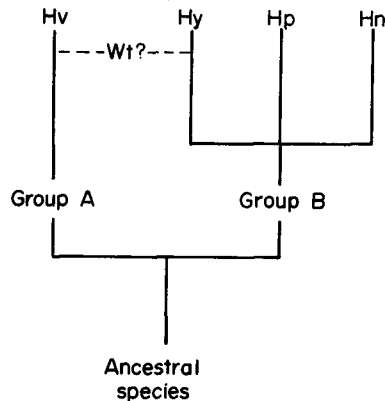 Hv Hy Hp Hn
Wt?
Group A Group B
Ancestral
species